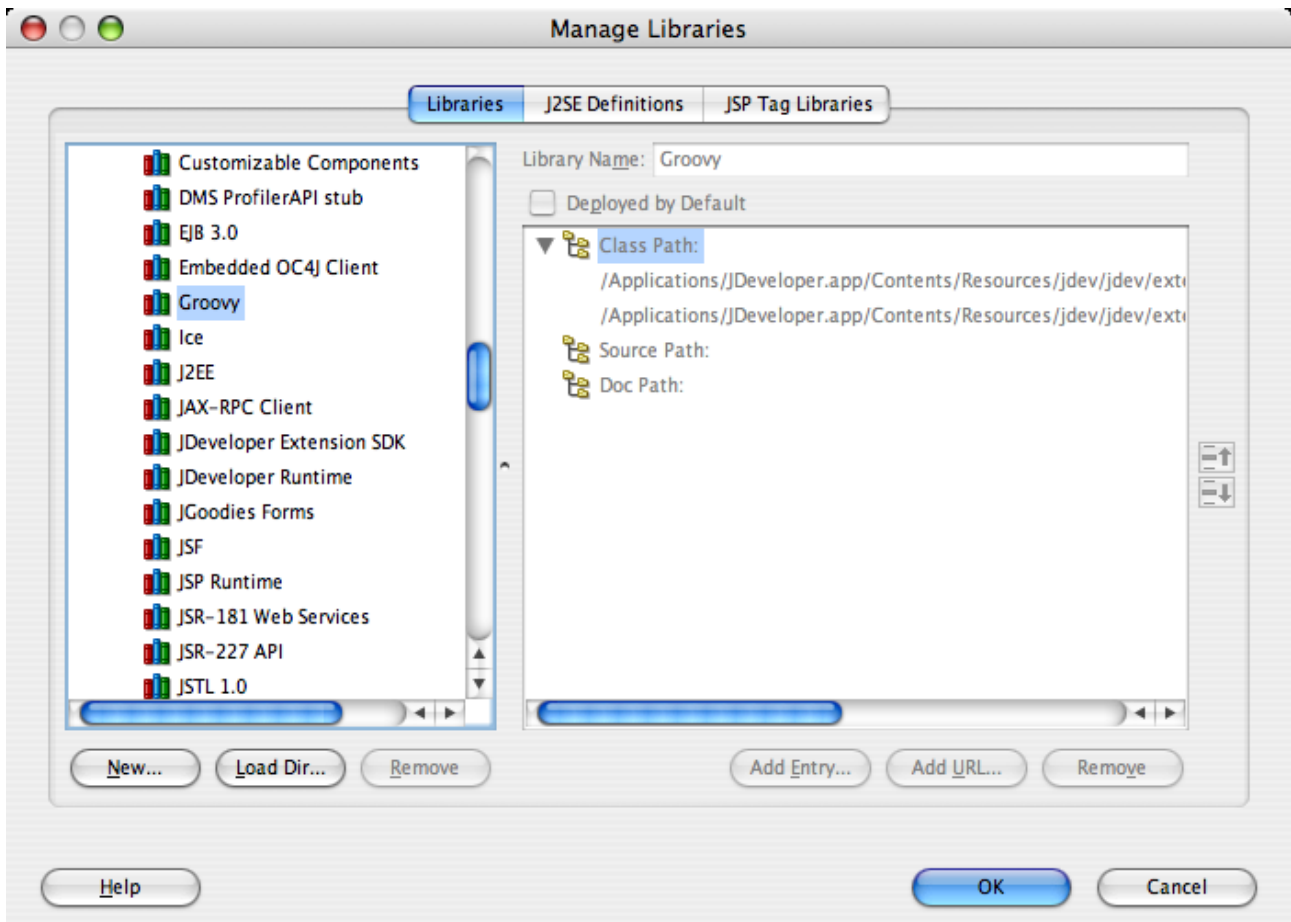 Manage Libraries
Libraries
J2SE Definitions
JSP Tag Libraries
Customizable Components
DMS ProfilerAPI stub
EJB 3.0
Embedded OC4J Client
Groovy
Ice
J2EE
JAX-RPC Client
JDeveloper Extension SDK
JDeveloper Runtime
JGoodies Forms
JSF
JSP Runtime
JSR-181 Web Services
JSR-227 API
JSTL 1.0
New...
Load Dir...
Remove
Library Name: Groovy
Deployed by Default
Class Path:
/Applications/JDeveloper.app/Contents/Resources/jdev/jdev/exte
/Applications/JDeveloper.app/Contents/Resources/jdev/jdev/exte
Source Path:
Doc Path:
Add Entry...
Add URL...
Remove
Help
OK
Cancel